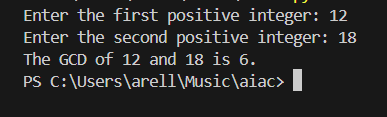 Enter the first positive integer: 12
Enter the second positive integer: 18
The GCD of 12 and 18 is 6.
PS C:\Users\arell\Music\aiac>